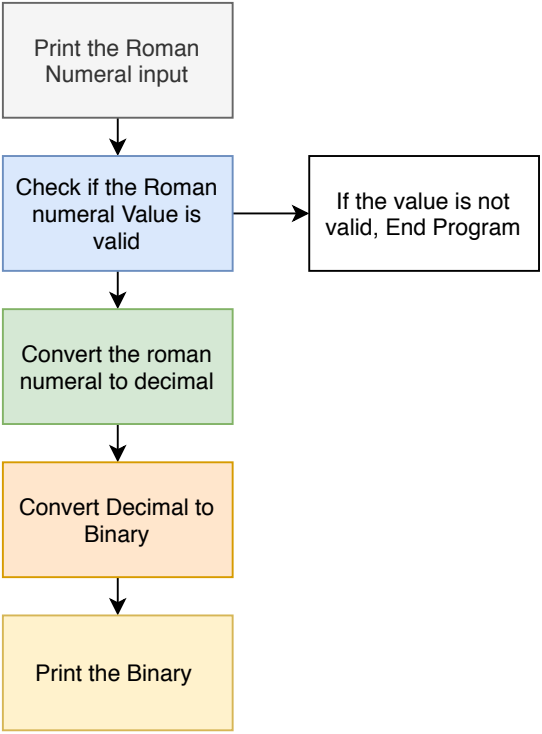 Print the Roman
Numeral input
Check if the Roman
numeral Value is
valid
If the value is not
valid, End Program
Convert the roman
numeral to decimal
Convert Decimal to
Binary
Print the Binary